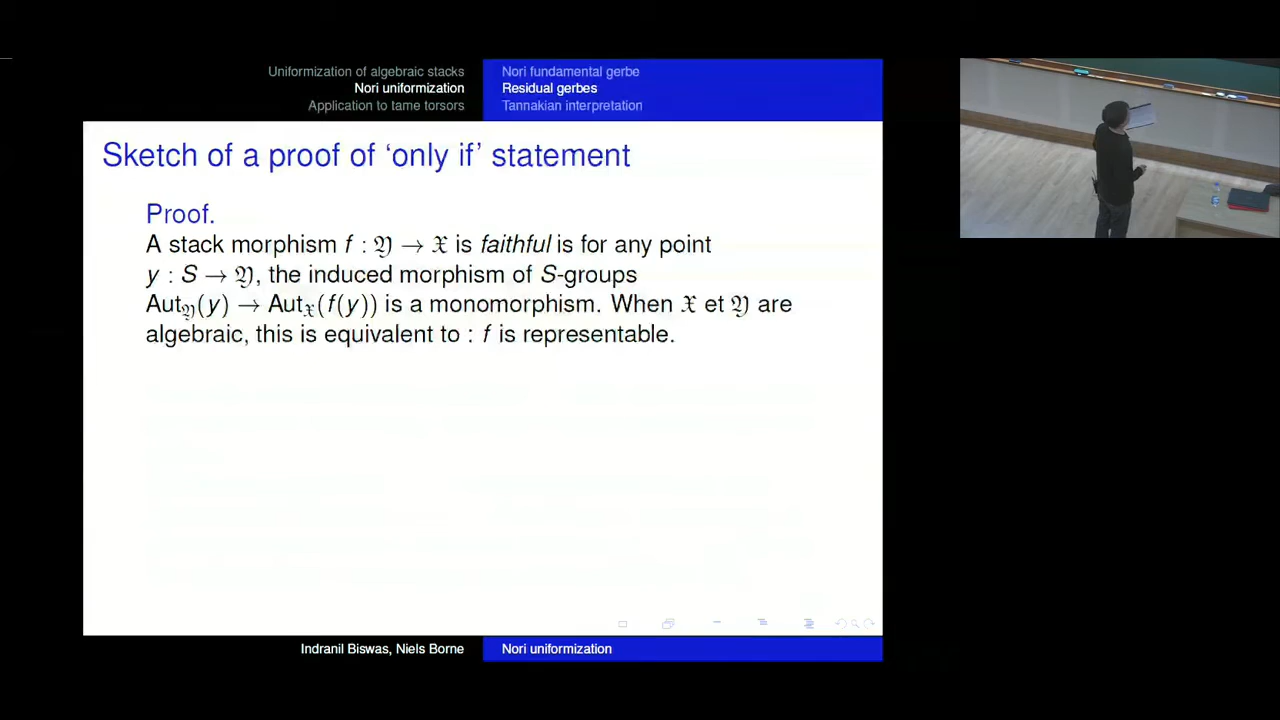 Uniformization of algebraic stacks
Nori uniformization
Application to tame torsors
Nori fundamental gerbe
Residual gerbes
Tannakian interpretation
Sketch of a proof of ‘only if’ statement
Proof.
A stack morphism f : 𝔜 → 𝔛 is faithful is for any point
y : S → 𝔜, the induced morphism of S-groups
Aut𝔜(y) → Aut𝔛(f(y)) is a monomorphism. When 𝔛 et 𝔜 are
algebraic, this is equivalent to : f is representable.
Indranil Biswas, Niels Borne
Nori uniformization